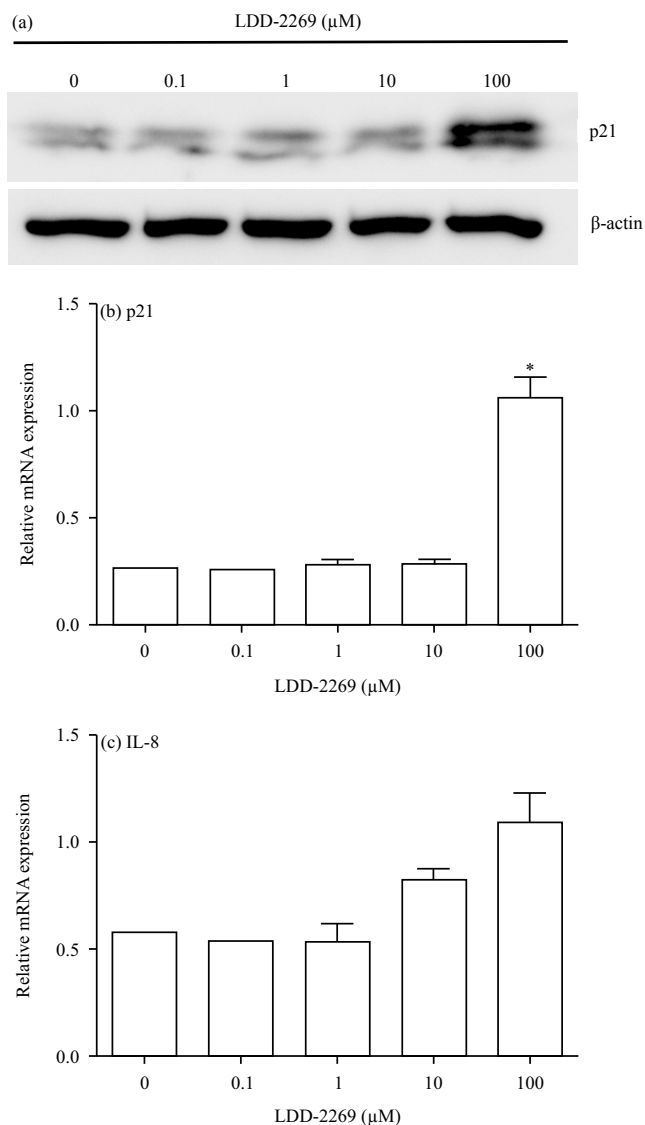 (a)
LDD-2269 (µM)
0 0.1 1 10 100
p21
β-actin
(b) p21
Relative mRNA expression
1.5
1.0
0.5
0.0
*
0 0.1 1 10 100
LDD-2269 (µM)
(c) IL-8
Relative mRNA expression
1.5
1.0
0.5
0.0
0 0.1 1 10 100
LDD-2269 (µM)